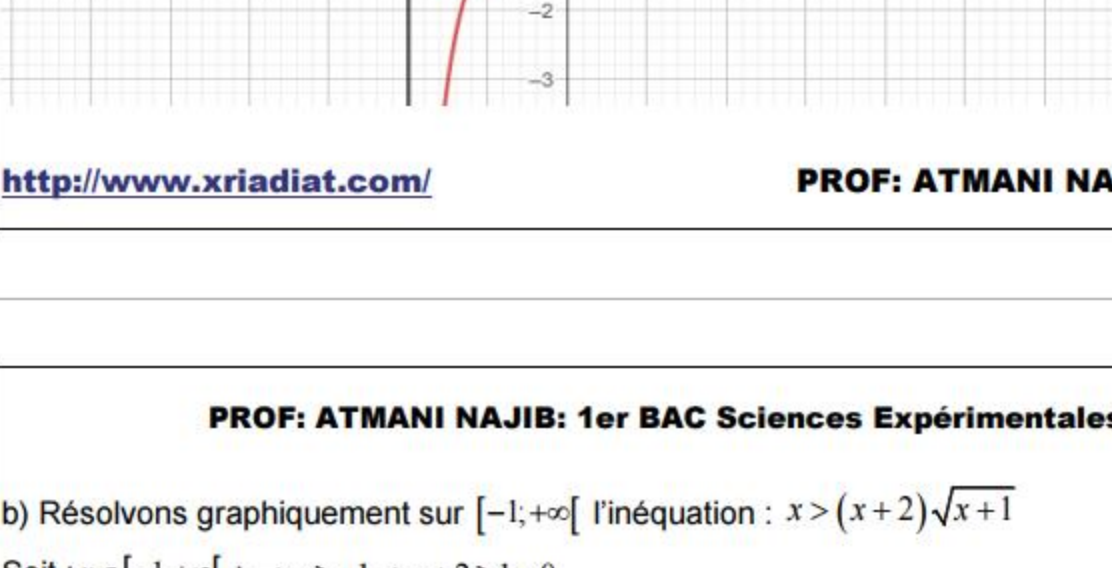 –2
–3
http://www.xriadiat.com/ PROF: ATMANI NA
PROF: ATMANI NAJIB: 1er BAC Sciences Expérimentales
b) Résolvons graphiquement sur [−1;+∞[ l'inéquation : x>(x+2)√(x+1)